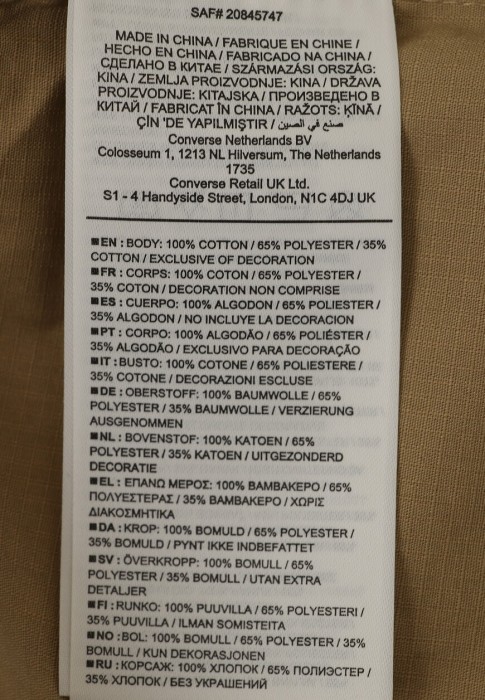 SAF# 20845747
MADE IN CHINA / FABRIQUE EN CHINE /
HECHO EN CHINA / FABRICADO NA CHINA /
СДЕЛАНО В КИТАЕ / SZÁRMAZÁSI ORSZÁG:
KÍNA / ZEMLJA PROIZVODNJE: KINA / DRŽAVA
PROIZVODNJE: KITAJSKA / ПРОИЗВЕДЕНО В
КИТАЙ / FABRICAT ÎN CHINA / RAŽOTS: ĶĪNĀ /
ÇİN 'DE YAPILMIŞTIR / صنع في الصين
Converse Netherlands BV
Colosseum 1, 1213 NL Hilversum, The Netherlands
1735
Converse Retail UK Ltd.
S1 - 4 Handyside Street, London, N1C 4DJ UK
■EN : BODY: 100% COTTON / 65% POLYESTER / 35%
COTTON / EXCLUSIVE OF DECORATION
■FR : CORPS: 100% COTON / 65% POLYESTER /
35% COTON / DECORATION NON COMPRISE
■ES : CUERPO: 100% ALGODON / 65% POLIESTER /
35% ALGODON / NO INCLUYE LA DECORACION
■PT : CORPO: 100% ALGODÃO / 65% POLIÉSTER /
35% ALGODÃO / EXCLUSIVO PARA DECORAÇÃO
■IT : BUSTO: 100% COTONE / 65% POLIESTERE /
35% COTONE / DECORAZIONI ESCLUSE
■DE : OBERSTOFF: 100% BAUMWOLLE / 65%
POLYESTER / 35% BAUMWOLLE / VERZIERUNG
AUSGENOMMEN
■NL : BOVENSTOF: 100% KATOEN / 65%
POLYESTER / 35% KATOEN / UITGEZONDERD
DECORATIE
■EL : ΕΠΑΝΩ ΜΕΡΟΣ: 100% ΒΑΜΒΑΚΕΡΟ / 65%
ΠΟΛΥΕΣΤΕΡΑΣ / 35% ΒΑΜΒΑΚΕΡΟ / ΧΩΡΙΣ
ΔΙΑΚΟΣΜΗΤΙΚΑ
■DA : KROP: 100% BOMULD / 65% POLYESTER /
35% BOMULD / PYNT IKKE INDBEFATTET
■SV : ÖVERKROPP: 100% BOMULL / 65%
POLYESTER / 35% BOMULL / UTAN EXTRA
DETALJER
■FI : RUNKO: 100% PUUVILLA / 65% POLYESTERI /
35% PUUVILLA / ILMAN SOMISTEITA
■NO : BOL: 100% BOMULL / 65% POLYESTER / 35%
BOMULL / KUN DEKORASJONEN
■RU : КОРСАЖ: 100% ХЛОПОК / 65% ПОЛИЭСТЕР /
35% ХЛОПОК / БЕЗ УКРАШЕНИЙ